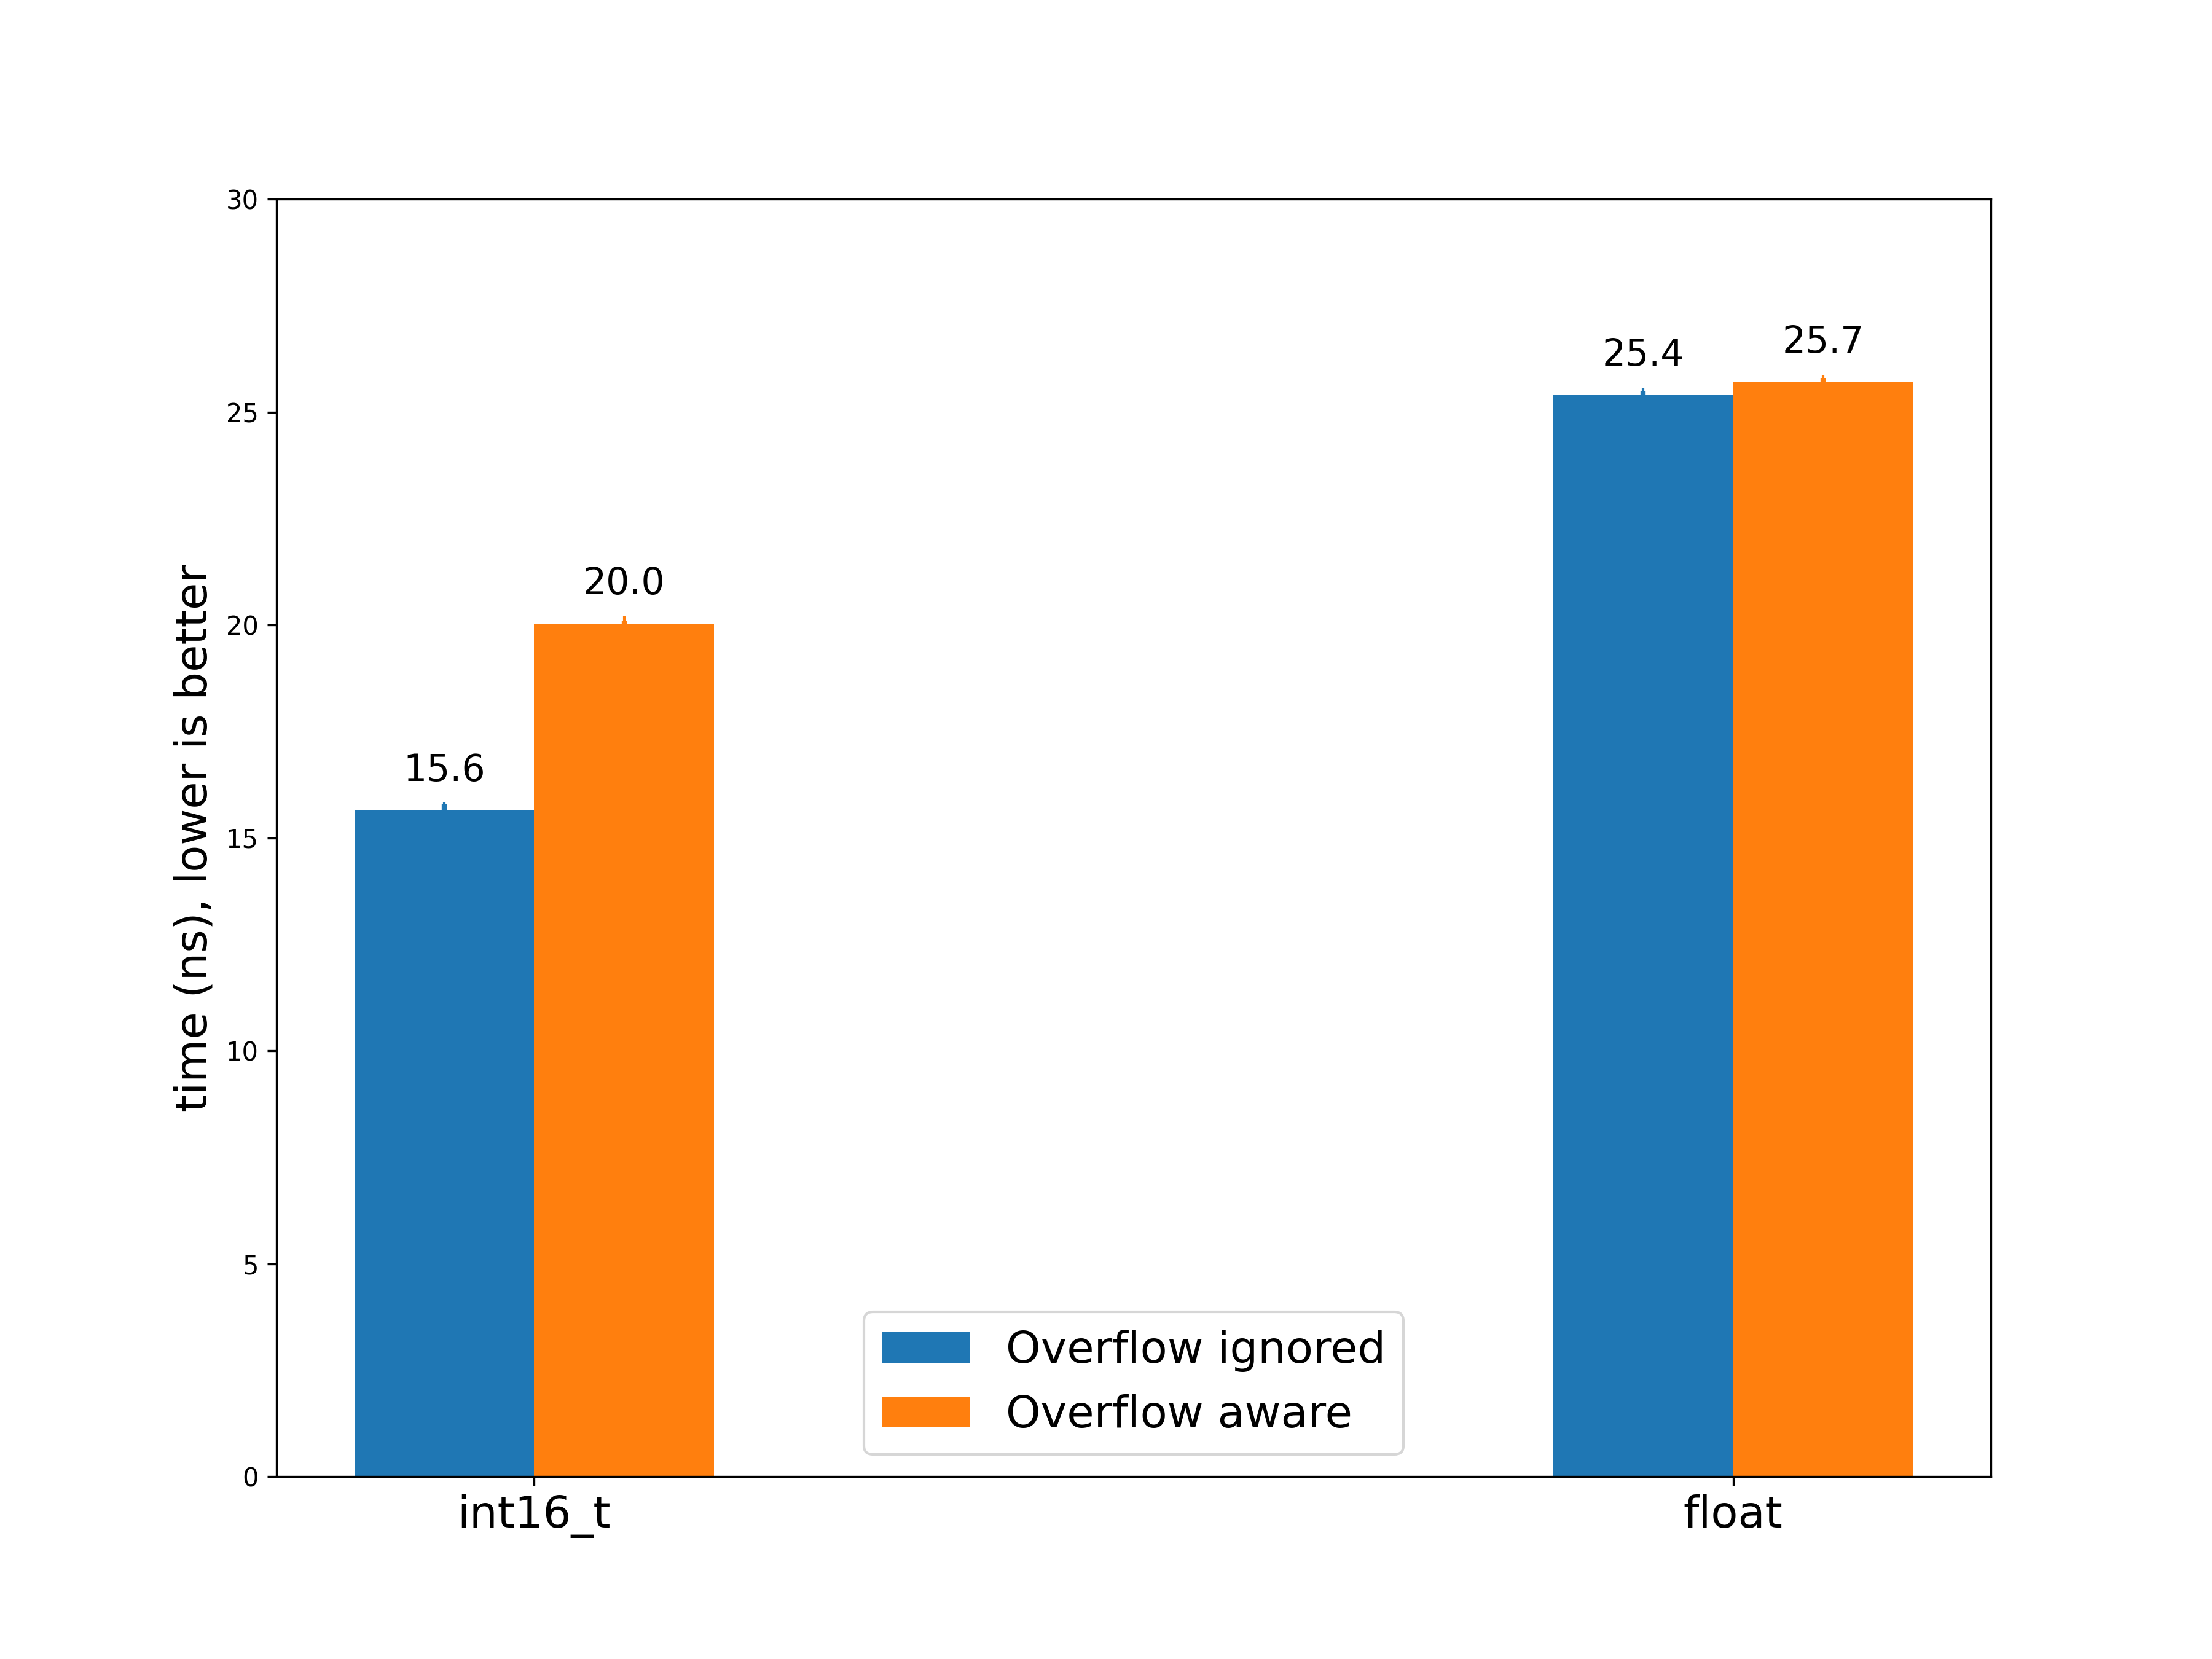 30
25
20
15
10
5
0
time (ns), lower is better
15.6
20.0
25.4
25.7
Overflow ignored
Overflow aware
int16_t
float